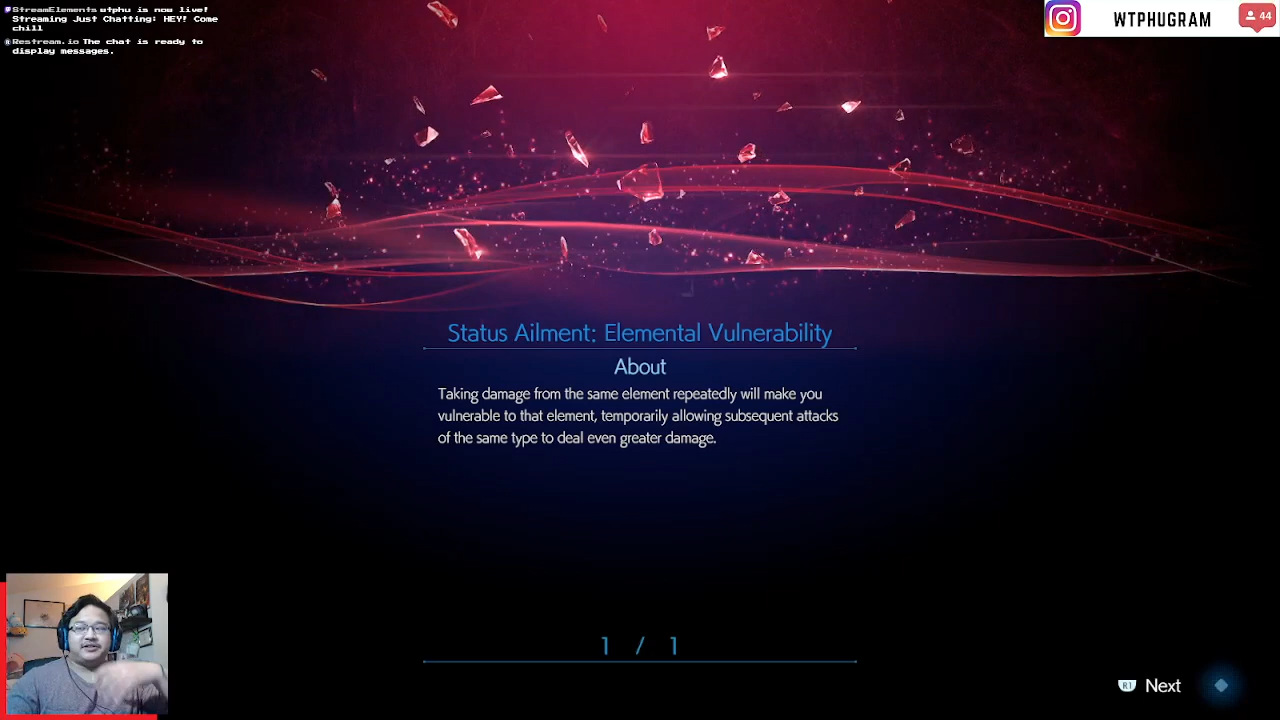 StreamElements wtphu is now live!
Streaming Just Chatting: HEY! Come
chill
Restream.io The chat is ready to
display messages.
WTPHUGRAM
44
Status Ailment: Elemental Vulnerability
About
Taking damage from the same element repeatedly will make you
vulnerable to that element, temporarily allowing subsequent attacks
of the same type to deal even greater damage.
1 / 1
R1 Next